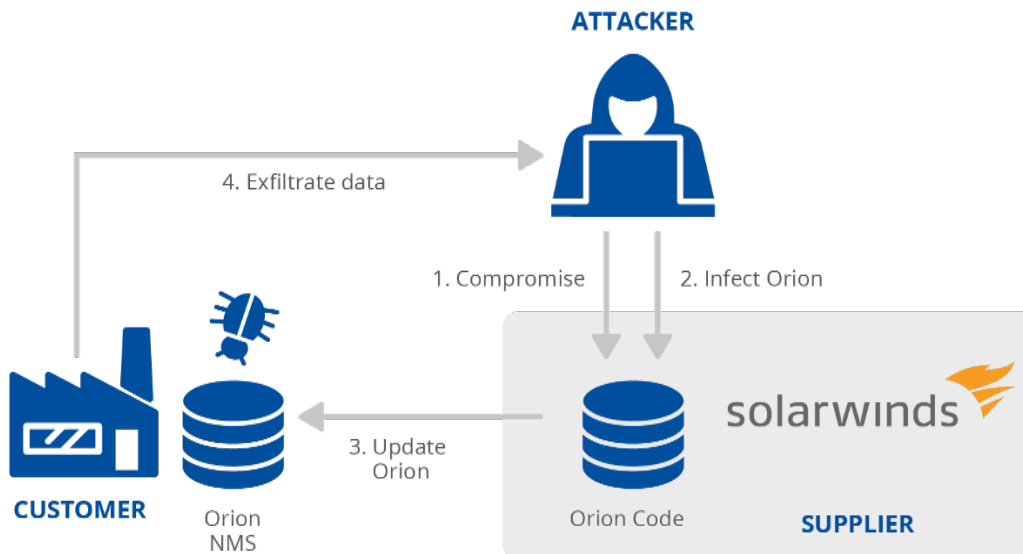 ATTACKER
4. Exfiltrate data
1. Compromise
2. Infect Orion
solarwinds
3. Update
Orion
CUSTOMER
Orion
NMS
Orion Code
SUPPLIER